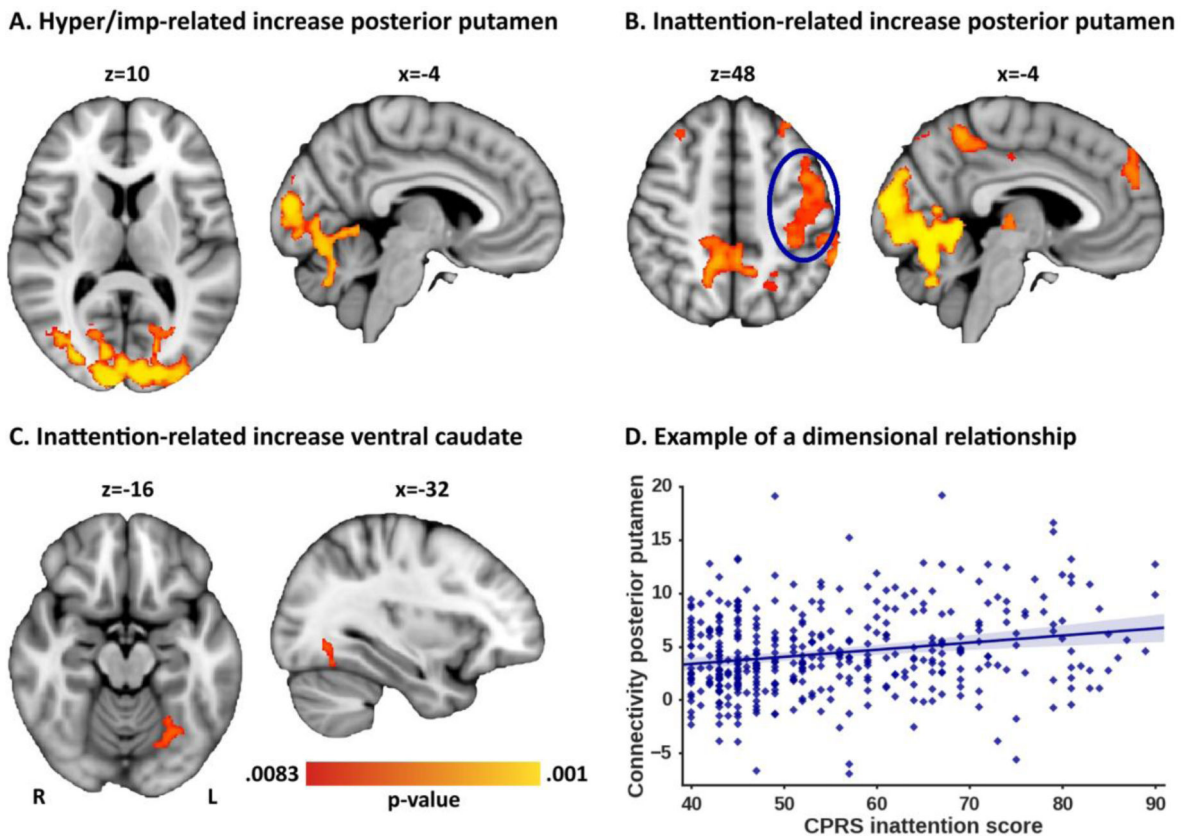 A. Hyper/imp-related increase posterior putamen
z=10
x=-4
B. Inattention-related increase posterior putamen
z=48
x=-4
C. Inattention-related increase ventral caudate
z=-16
x=-32
R
L
.0083
.001
p-value
D. Example of a dimensional relationship
Connectivity posterior putamen
20
15
10
5
0
−5
40
50
60
70
80
90
CPRS inattention score